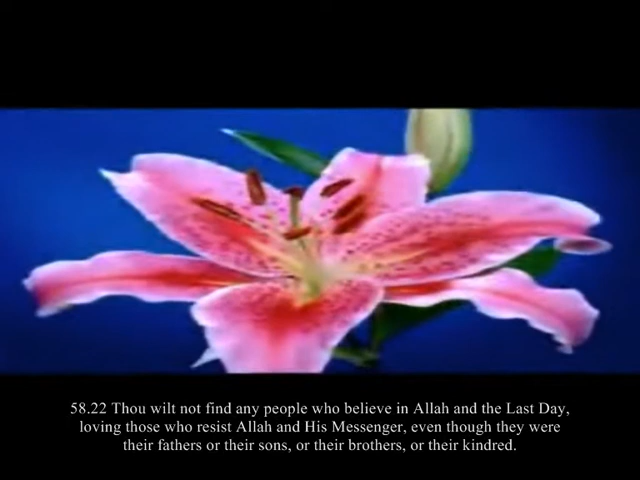 58.22 Thou wilt not find any people who believe in Allah and the Last Day,
loving those who resist Allah and His Messenger, even though they were
their fathers or their sons, or their brothers, or their kindred.